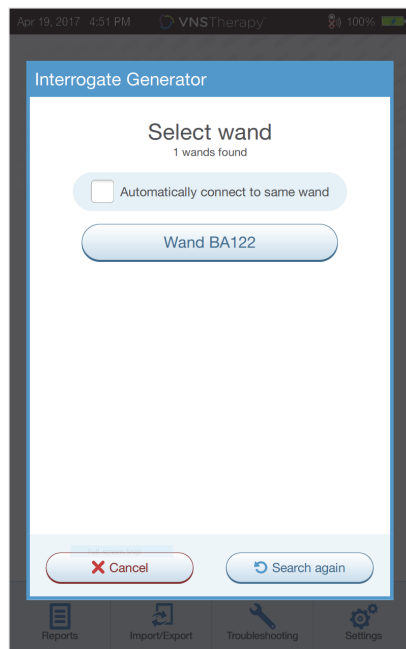 Apr 19, 2017 4:51 PM VNSTherapy 100%
Interrogate Generator
Select wand
1 wands found
Automatically connect to same wand
Wand BA122
Cancel Search again
Reports Import/Export Troubleshooting Settings